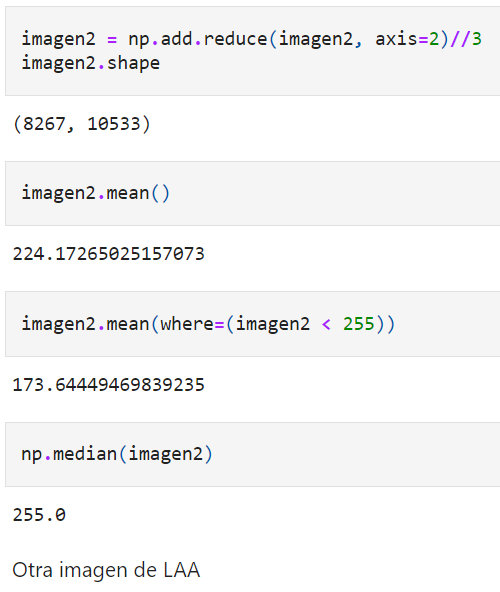 imagen2 = np.add.reduce(imagen2, axis=2)//3
imagen2.shape
(8267, 10533)
imagen2.mean()
224.17265025157073
imagen2.mean(where=(imagen2 < 255))
173.64449469839235
np.median(imagen2)
255.0
Otra imagen de LAA